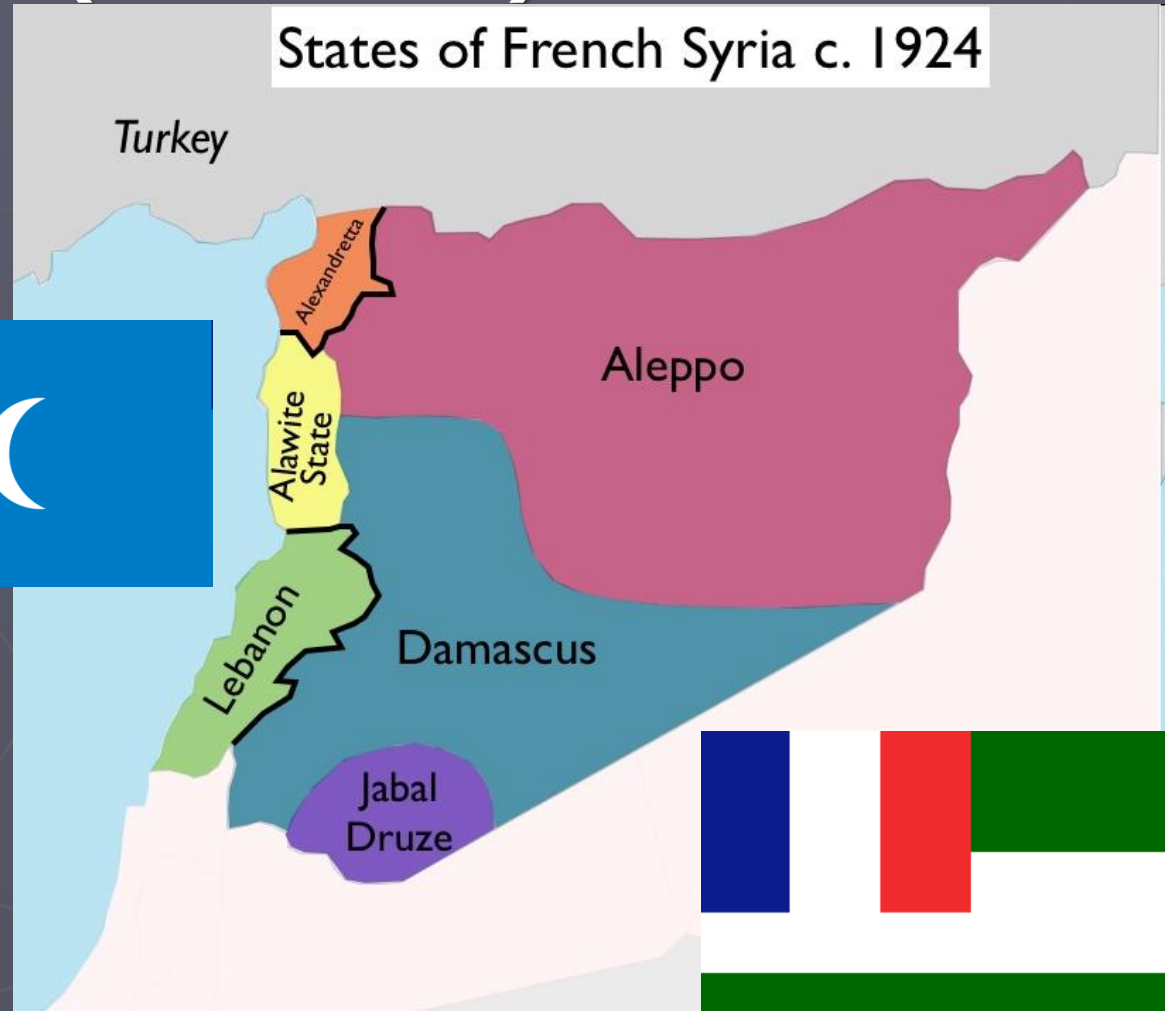 States of French Syria c. 1924
Turkey
Alexandretta
Aleppo
Alawite
State
Lebanon
Damascus
Jabal
Druze